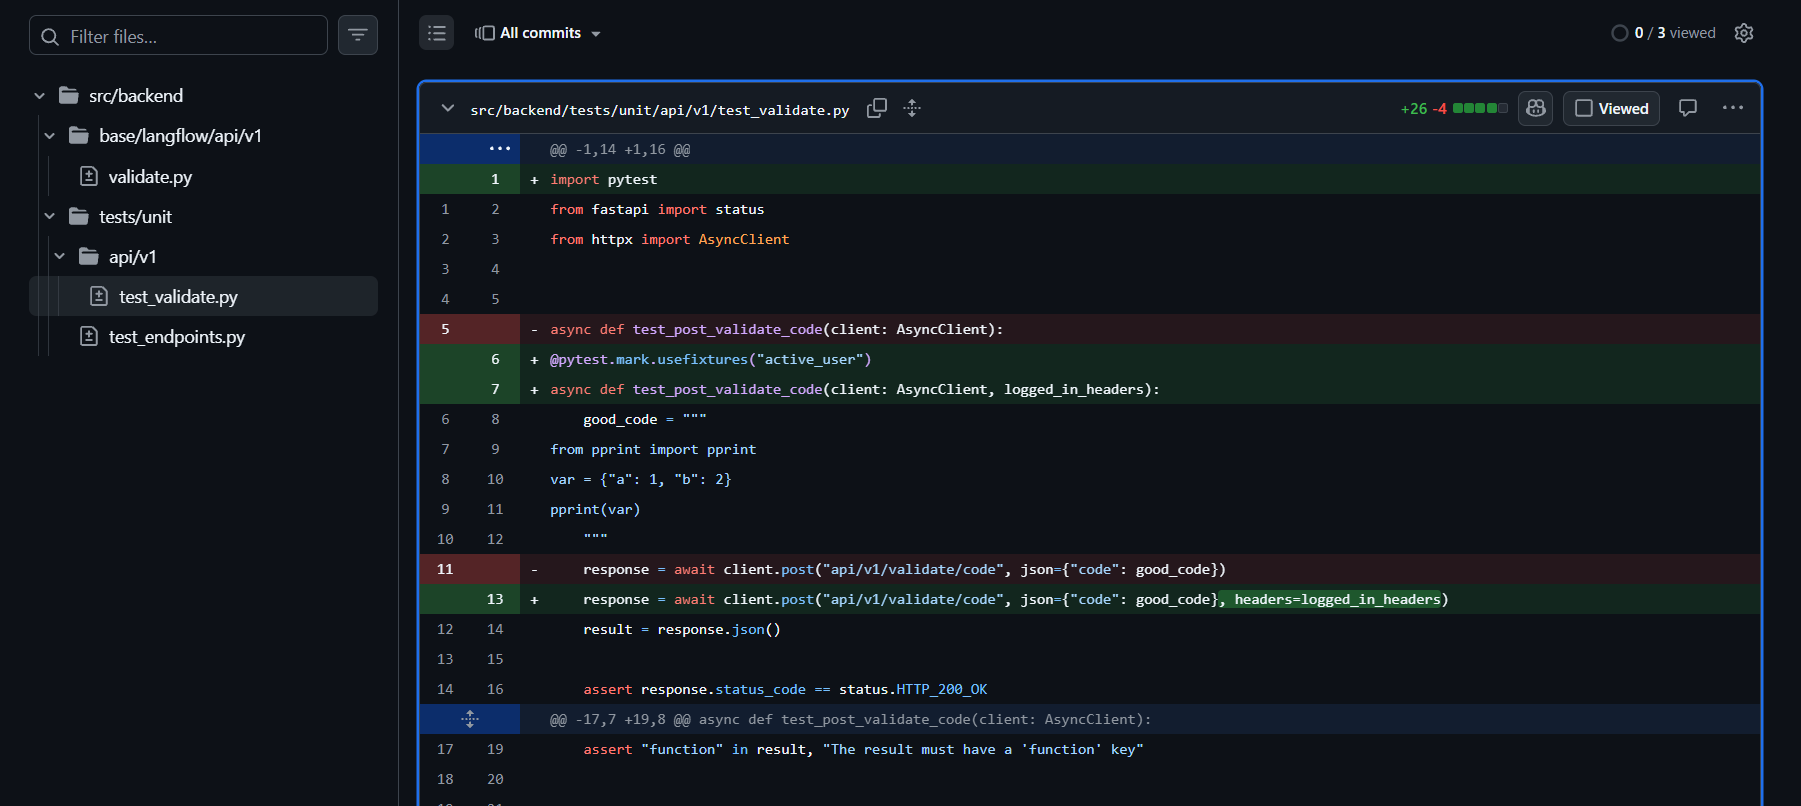 Filter files...
src/backend
base/langflow/api/v1
validate.py
tests/unit
api/v1
test_validate.py
test_endpoints.py
All commits
0 / 3 viewed
src/backend/tests/unit/api/v1/test_validate.py
+26 -4
Viewed
@@ -1,14 +1,16 @@
1 + import pytest
1 2 from fastapi import status
2 3 from httpx import AsyncClient
3 4
4 5
5 - async def test_post_validate_code(client: AsyncClient):
6 + @pytest.mark.usefixtures("active_user")
7 + async def test_post_validate_code(client: AsyncClient, logged_in_headers):
6 8 good_code = """
7 9 from pprint import pprint
8 10 var = {"a": 1, "b": 2}
9 11 pprint(var)
10 12 """
11 - response = await client.post("api/v1/validate/code", json={"code": good_code})
13 + response = await client.post("api/v1/validate/code", json={"code": good_code}, headers=logged_in_headers)
12 14 result = response.json()
13 15
14 16 assert response.status_code == status.HTTP_200_OK
@@ -17,7 +19,8 @@ async def test_post_validate_code(client: AsyncClient):
17 19 assert "function" in result, "The result must have a 'function' key"
18 20